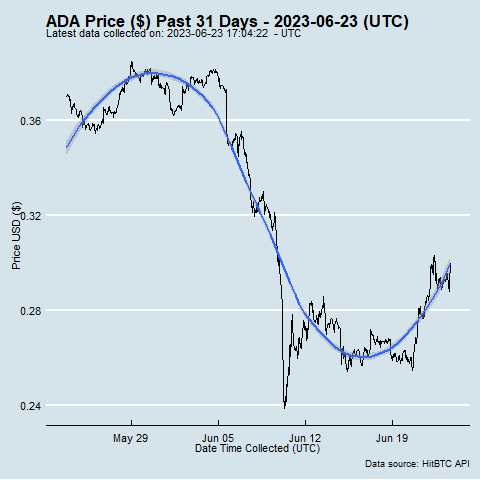 ADA Price ($) Past 31 Days - 2023-06-23 (UTC)
Latest data collected on: 2023-06-23 17:04:22 - UTC
0.36
0.32
0.28
0.24
Price USD ($)
May 29
Jun 05
Jun 12
Jun 19
Date Time Collected (UTC)
Data source: HitBTC API